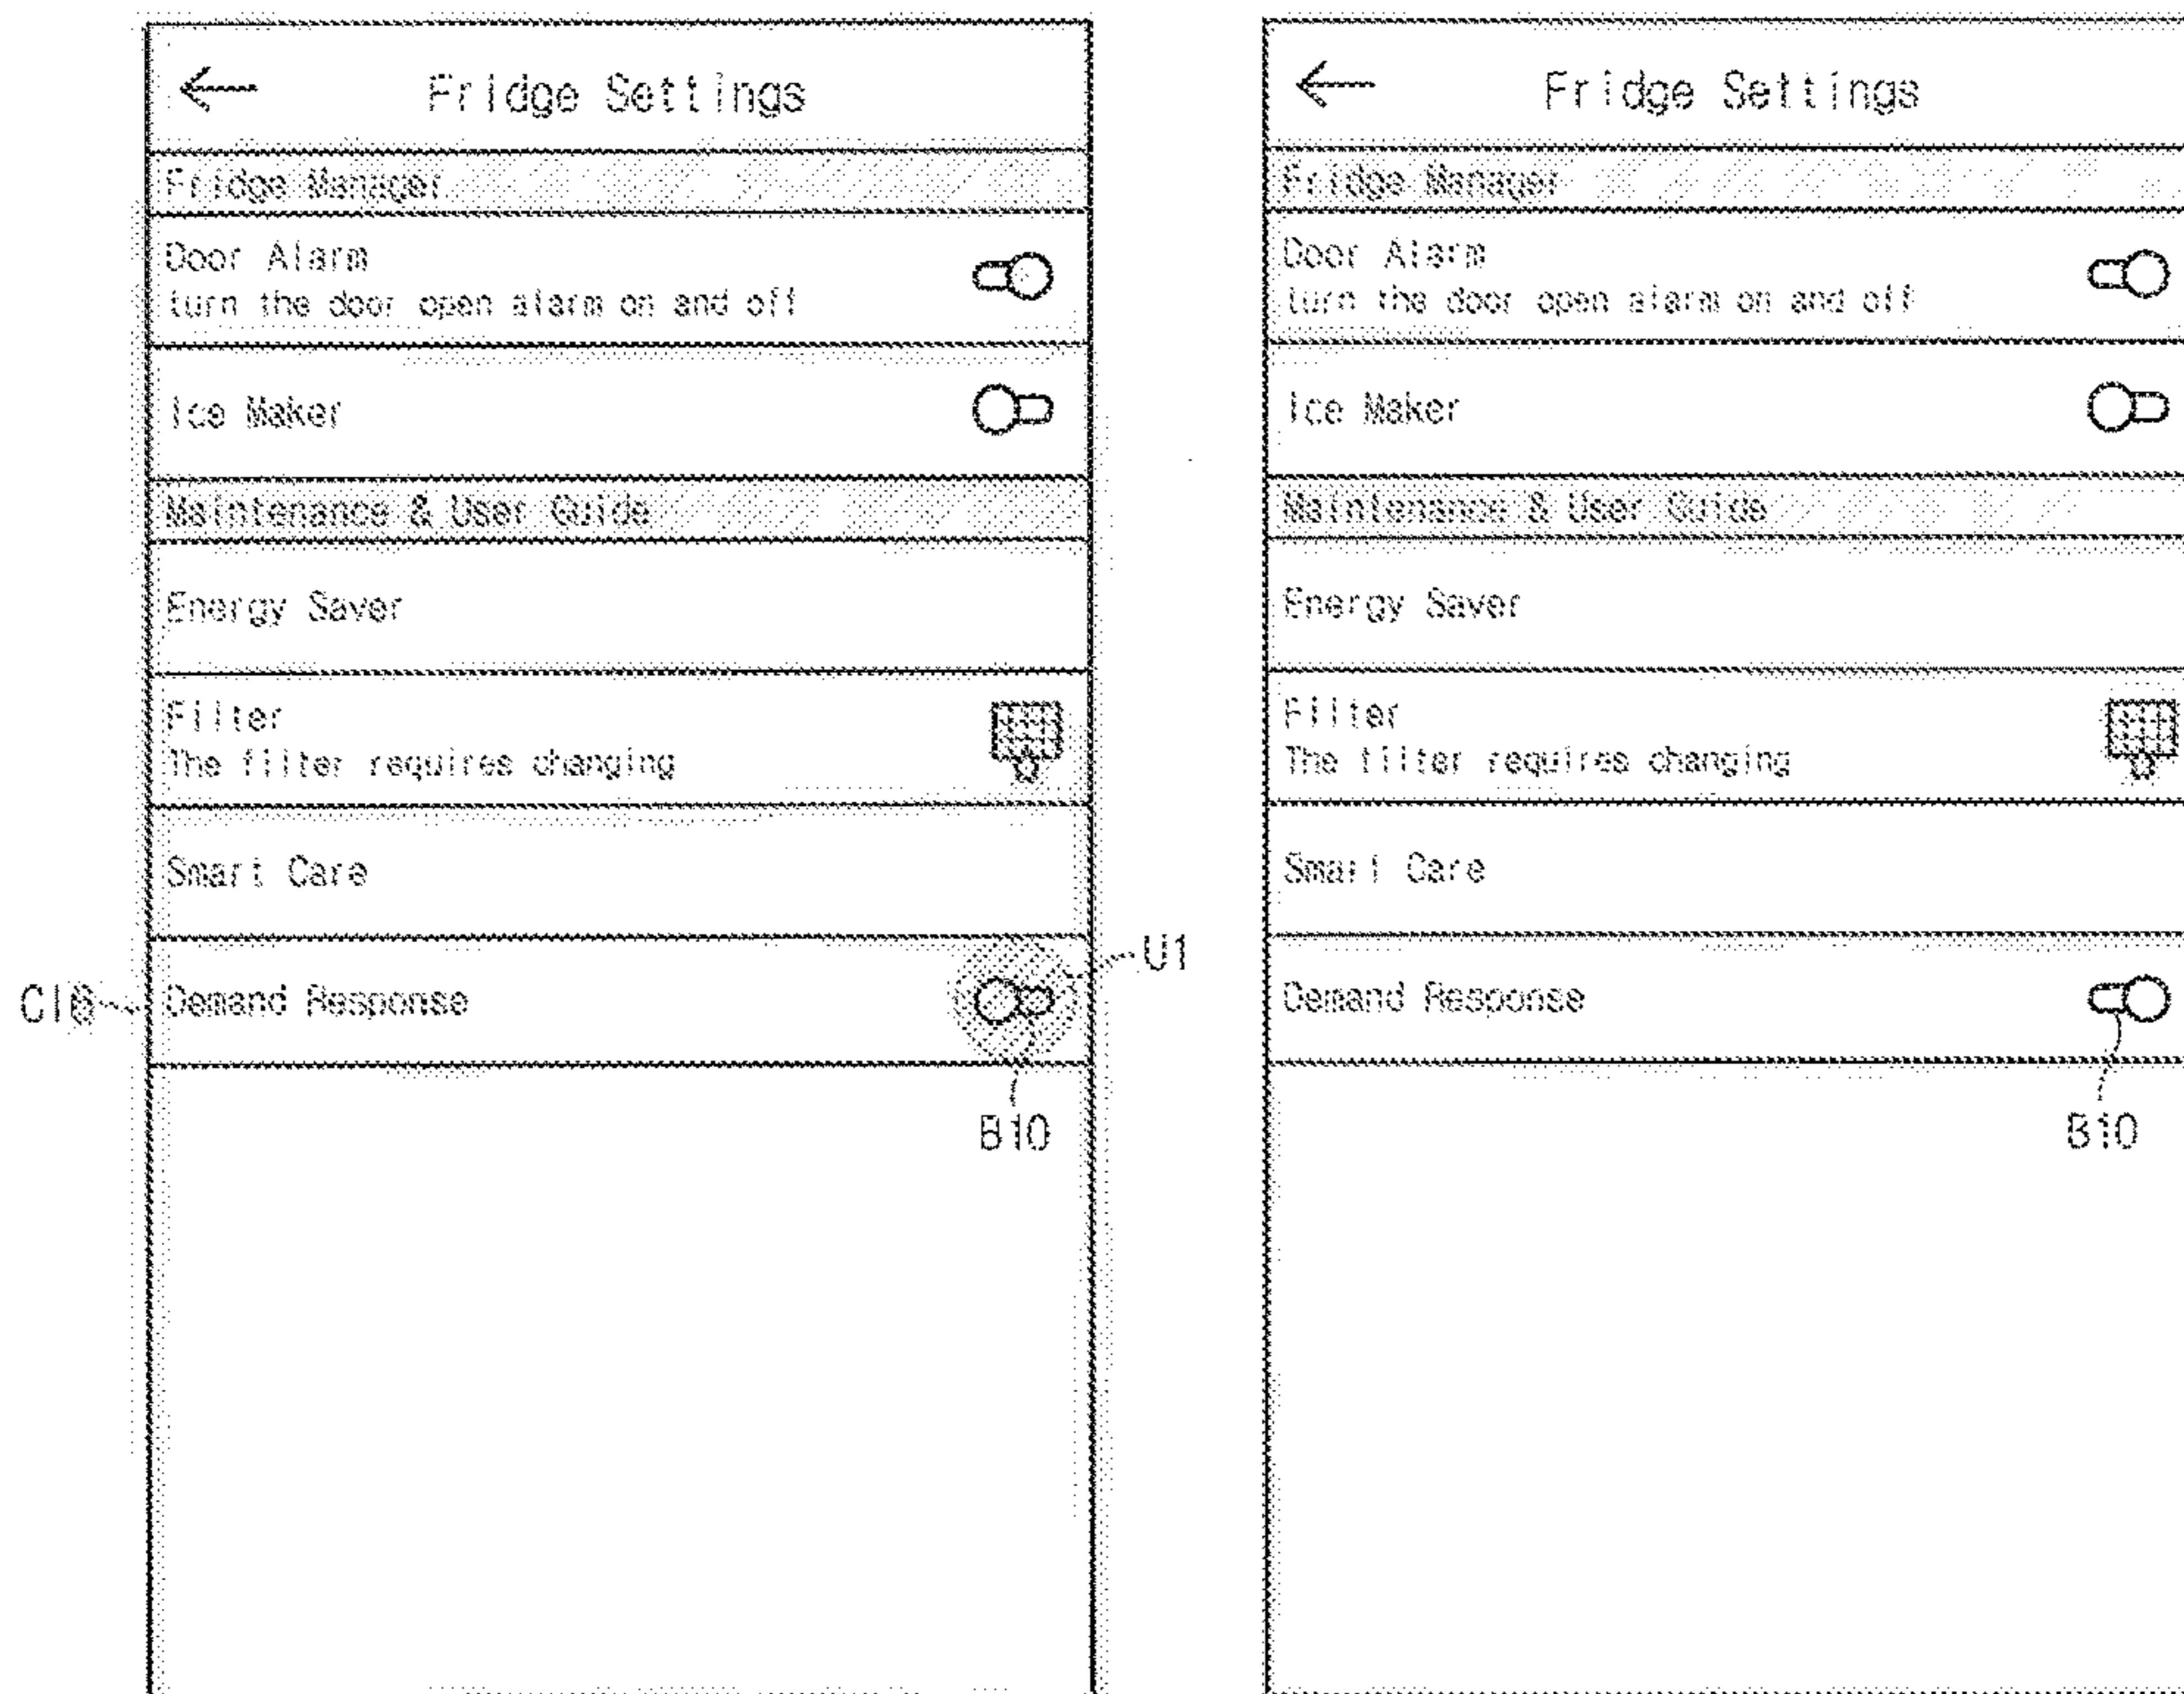 Fridge Settings
Fridge Manager
Door Alarm
turn the door open alarm on and off
Ice Maker
Maintenance & User Guide
Energy Saver
Filter
The filter requires changing
Smart Care
Demand Response
U1
B10
Fridge Settings
Fridge Manager
Door Alarm
turn the door open alarm on and off
Ice Maker
Maintenance & User Guide
Energy Saver
Filter
The filter requires changing
Smart Care
Demand Response
B10